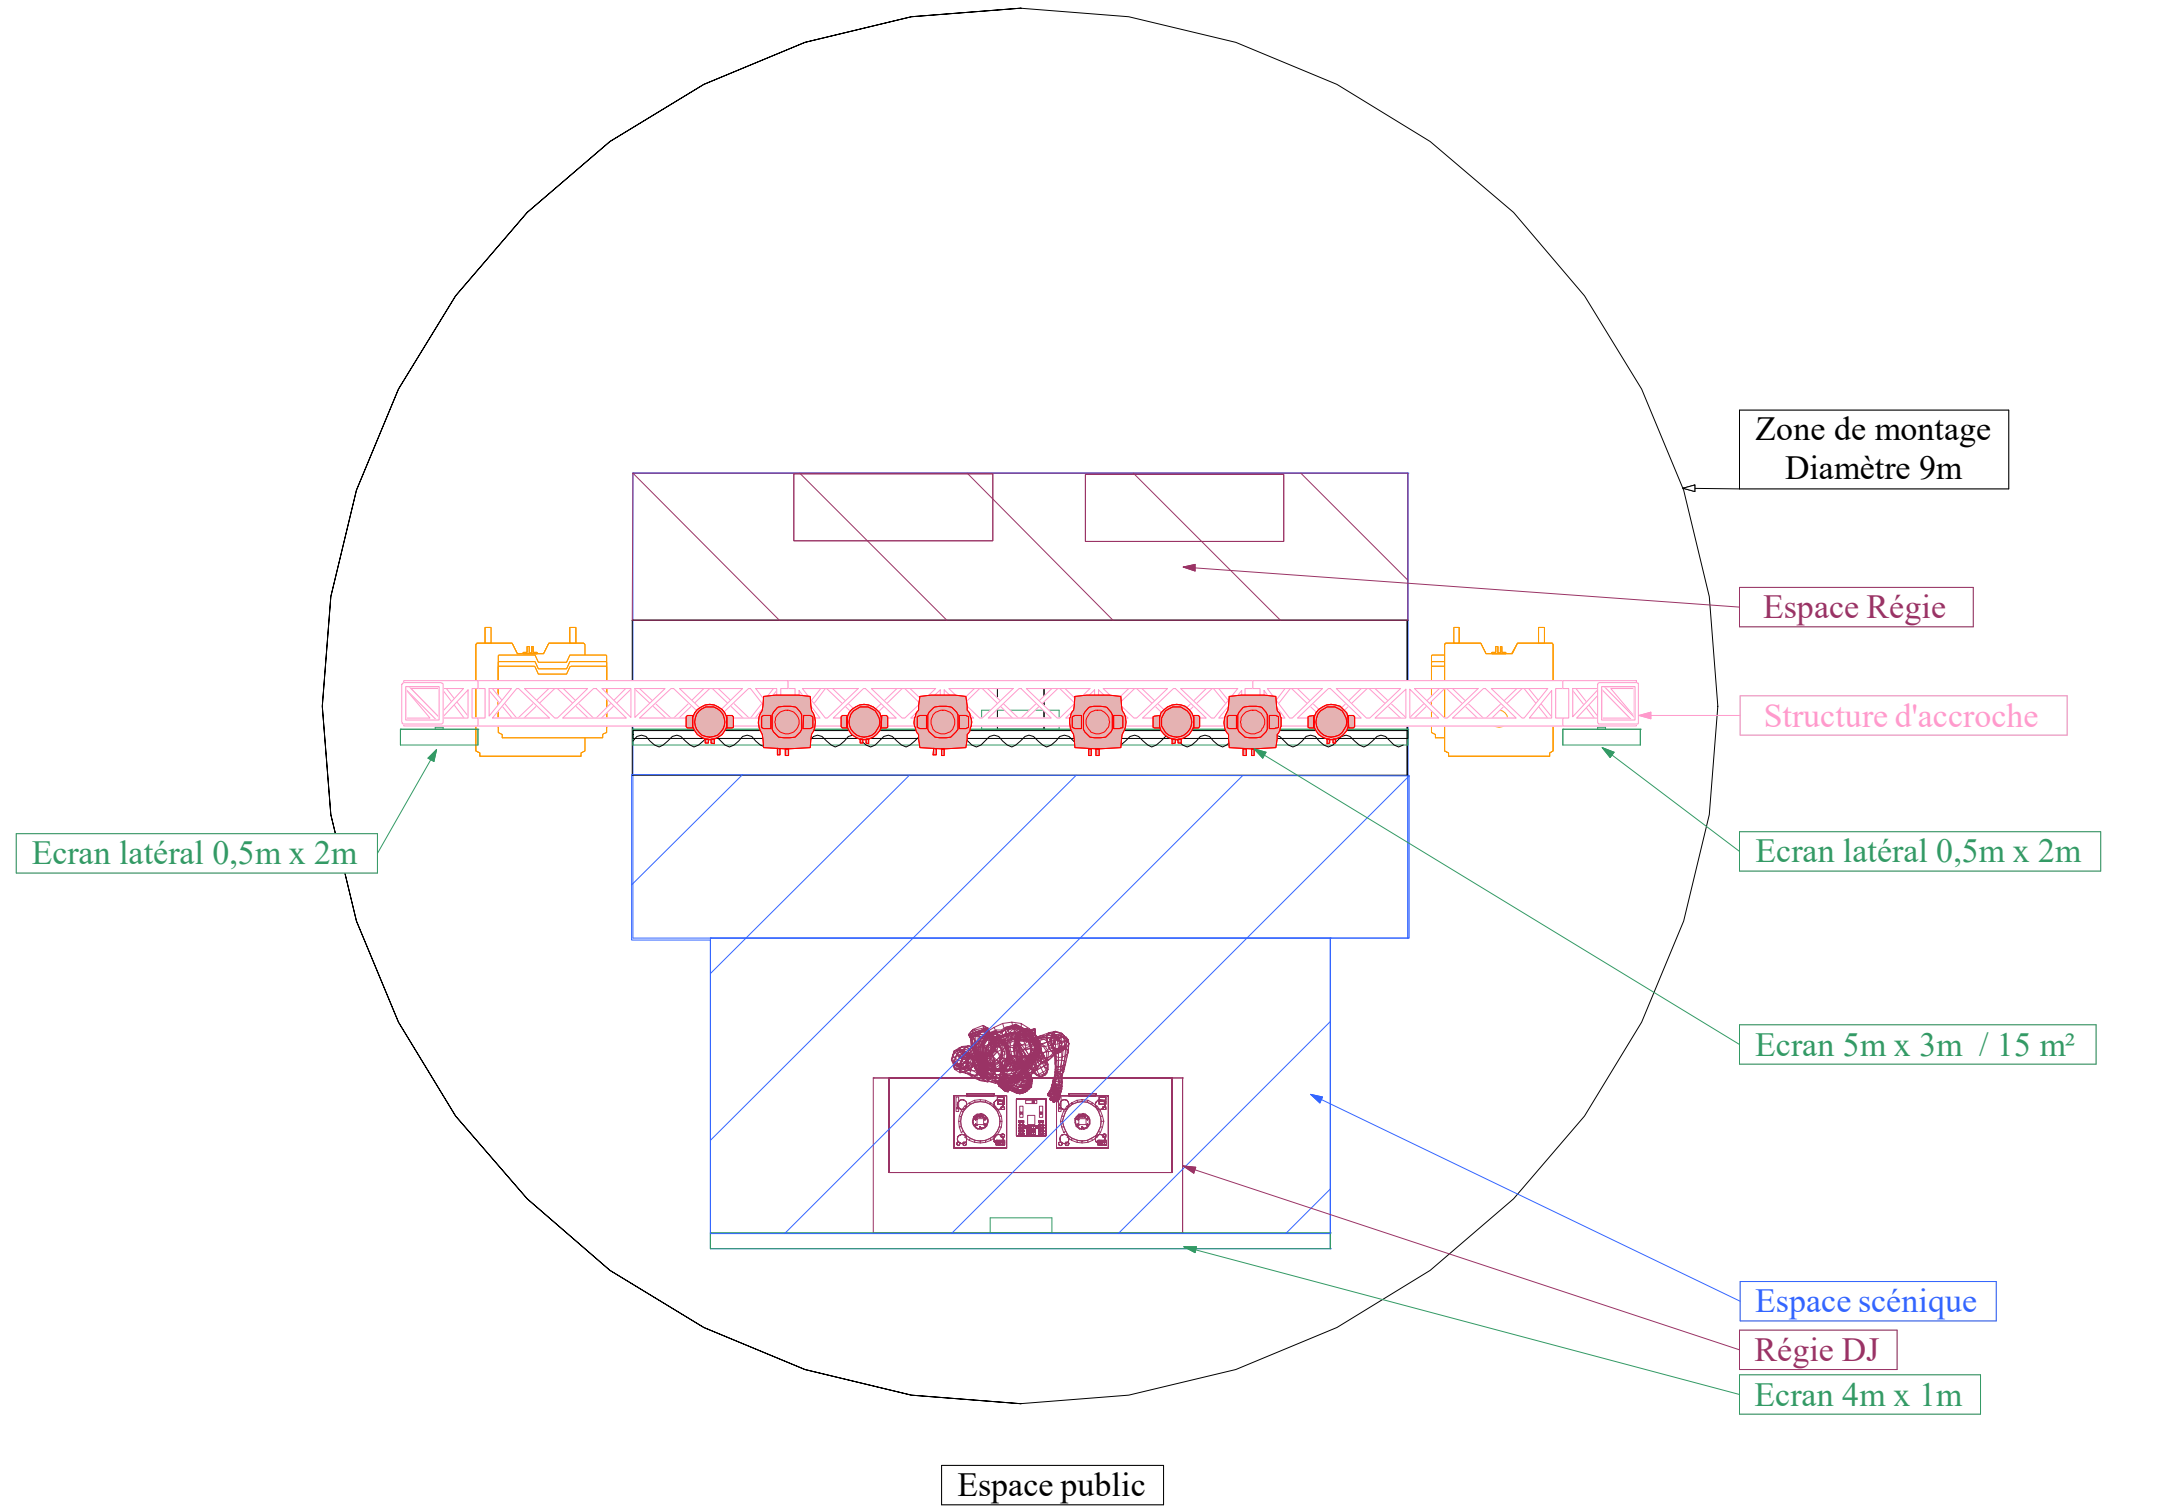 Zone de montage
Diamètre 9m
Espace Régie
Structure d'accroche
Ecran latéral 0,5m x 2m
Ecran latéral 0,5m x 2m
Ecran 5m x 3m / 15 m²
Espace scénique
Régie DJ
Ecran 4m x 1m
Espace public